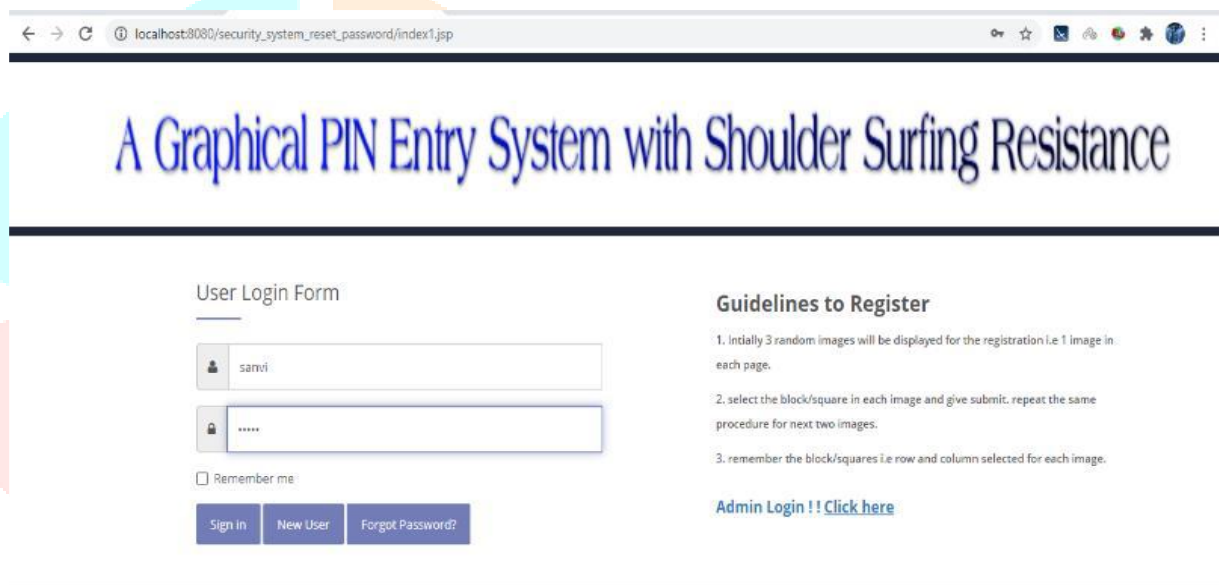 localhost:8080/security_system_reset_password/index1.jsp
A Graphical PIN Entry System with Shoulder Surfing Resistance
User Login Form
sanvi
•••••
Remember me
Sign in
New User
Forgot Password?
Guidelines to Register
1. Intially 3 random images will be displayed for the registration i.e 1 image in
each page.
2. select the block/square in each image and give submit. repeat the same
procedure for next two images.
3. remember the block/squares i.e row and column selected for each image.
Admin Login ! ! Click here